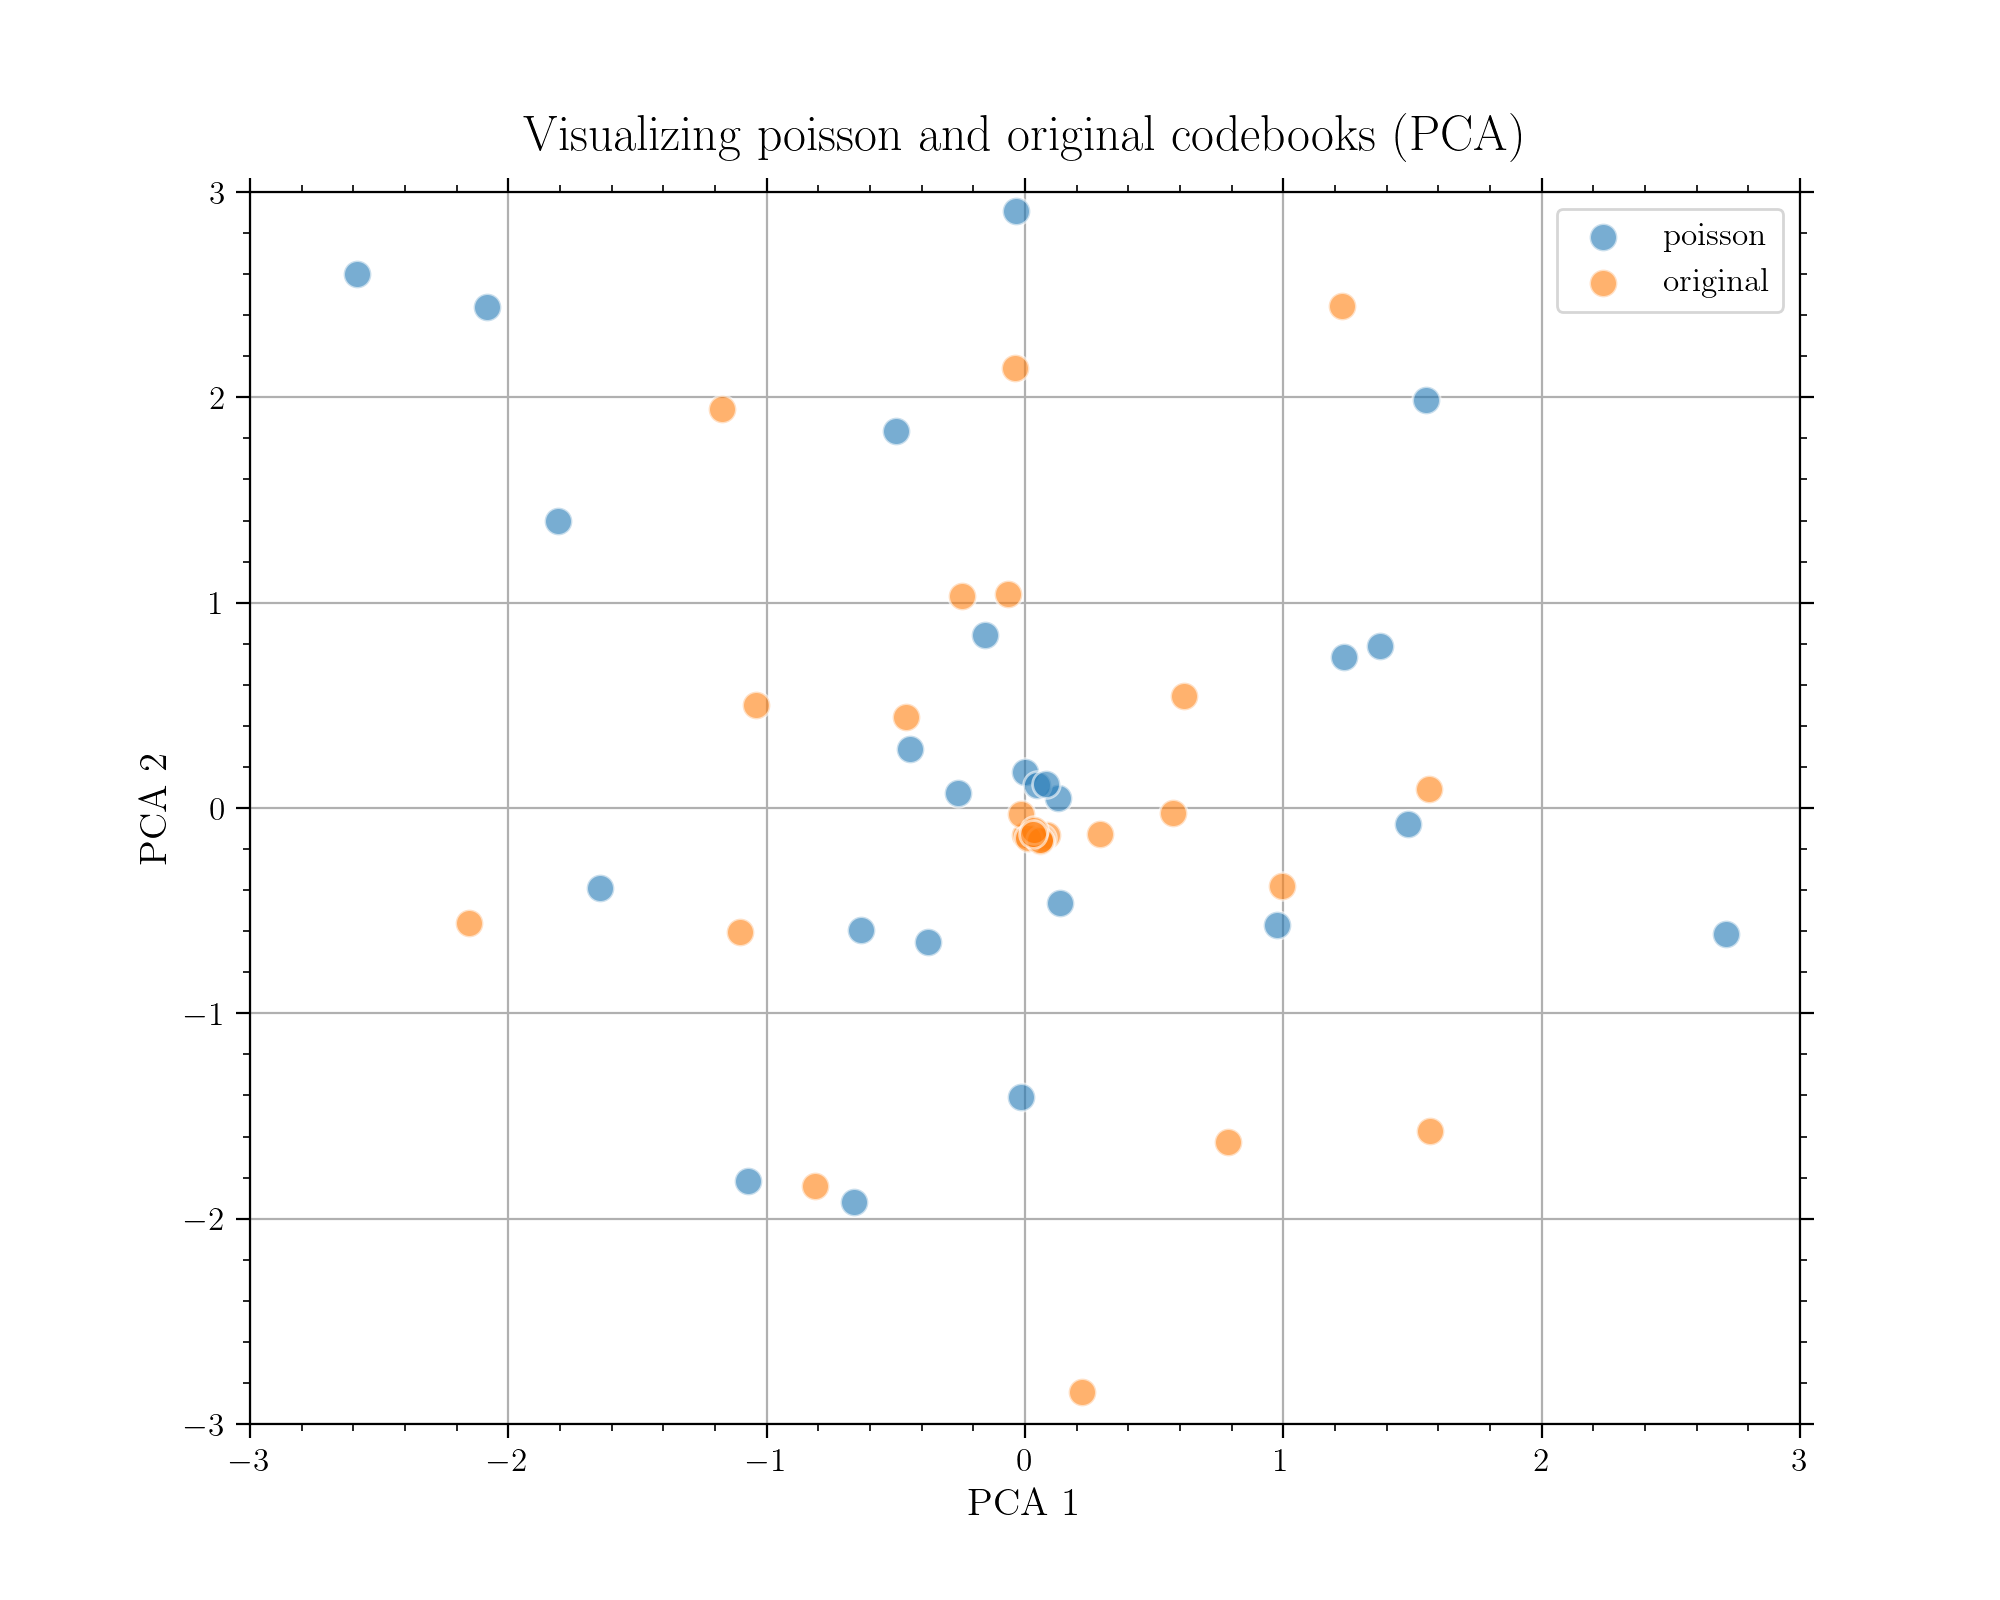 Visualizing poisson and original codebooks (PCA)
poisson
original
3
2
1
0
−1
−2
−3
PCA 2
−3 −2 −1 0 1 2 3
PCA 1